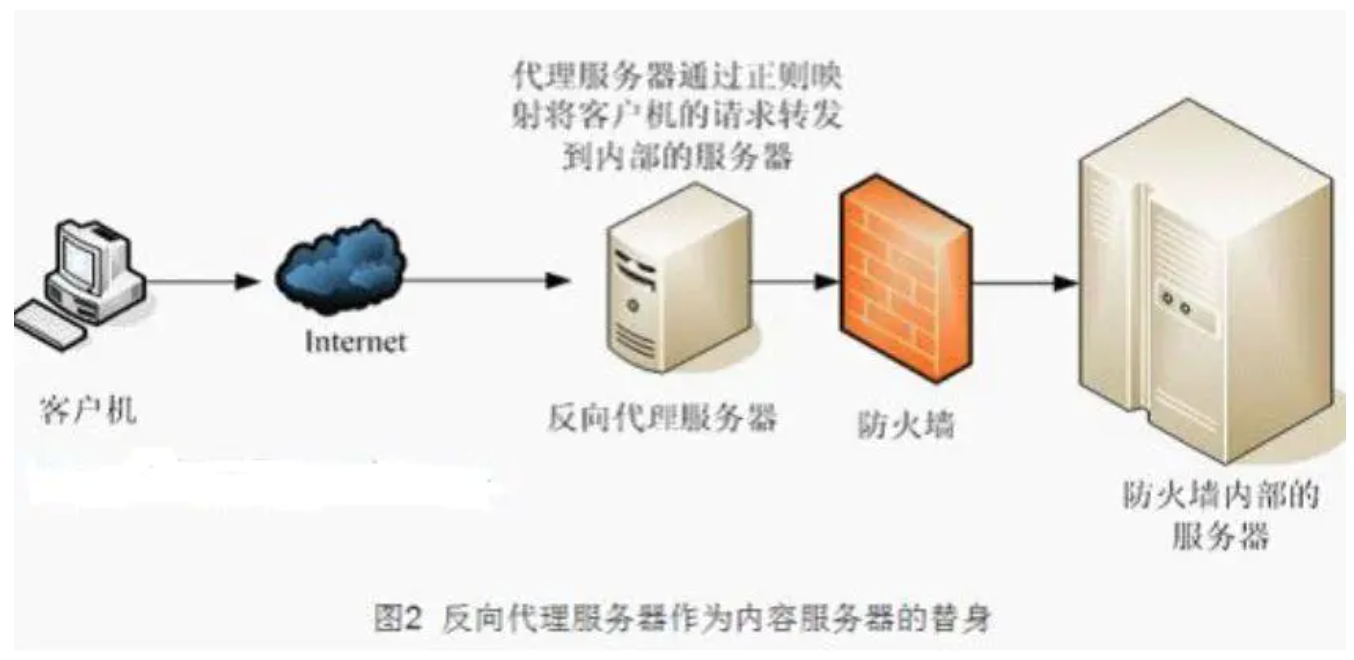 代理服务器通过正则映
射将客户机的请求转发
到内部的服务器
Internet
客户机
反向代理服务器
防火墙
防火墙内部的
服务器
图2 反向代理服务器作为内容服务器的替身